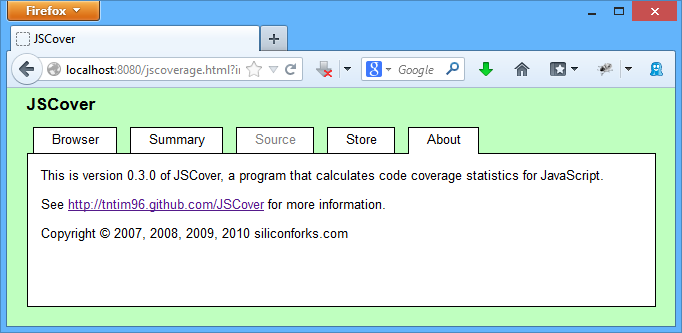 Firefox
JSCover
localhost:8080/jscoverage.html?i
Google
JSCover
Browser
Summary
Source
Store
About
This is version 0.3.0 of JSCover, a program that calculates code coverage statistics for JavaScript.
See http://tntim96.github.com/JSCover for more information.
Copyright © 2007, 2008, 2009, 2010 siliconforks.com